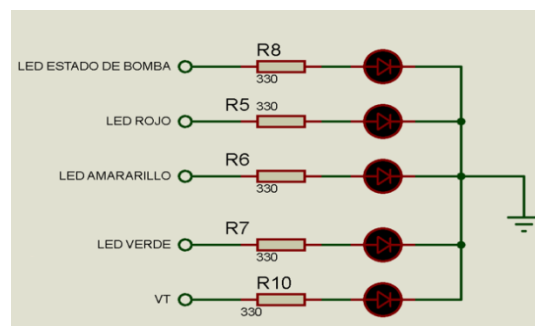 R8
LED ESTADO DE BOMBA
330
R5 330
LED ROJO
R6
LED AMARARILLO
330
R7
LED VERDE
330
R10
VT
330